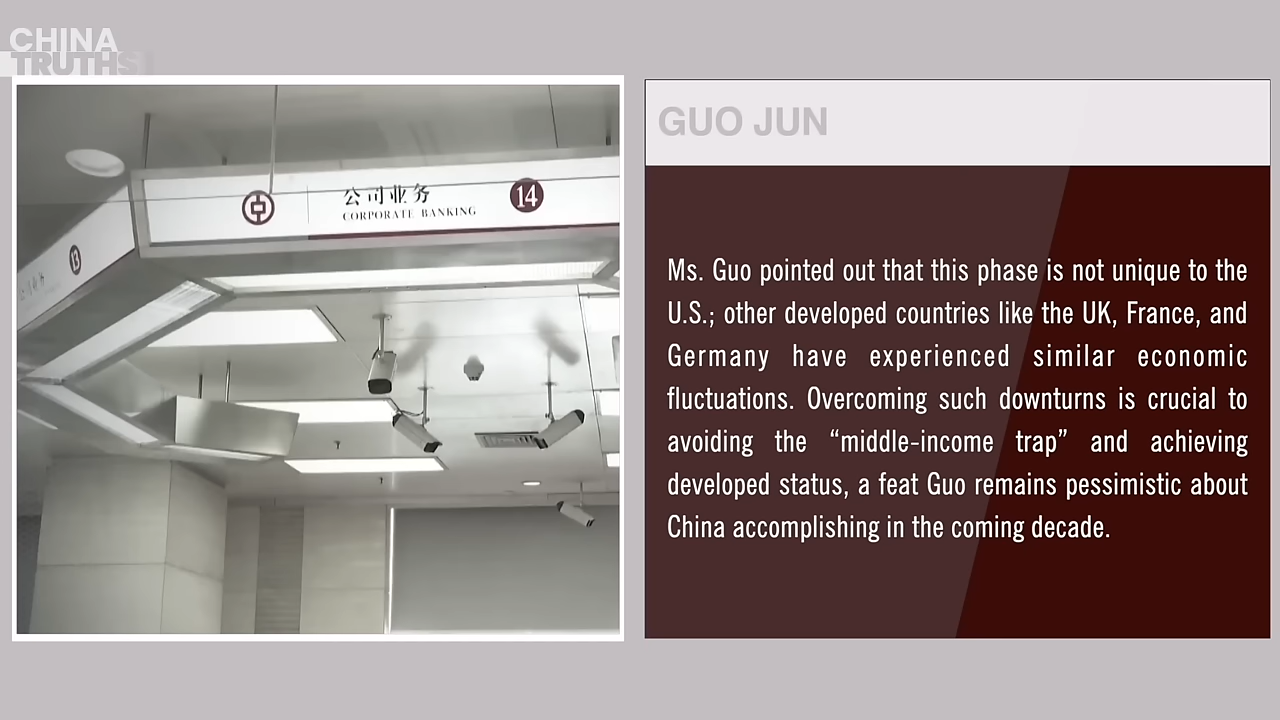 CHINA
TRUTHS
公司业务
CORPORATE BANKING
14
13
GUO JUN
Ms. Guo pointed out that this phase is not unique to the
U.S.; other developed countries like the UK, France, and
Germany have experienced similar economic
fluctuations. Overcoming such downturns is crucial to
avoiding the “middle-income trap” and achieving
developed status, a feat Guo remains pessimistic about
China accomplishing in the coming decade.